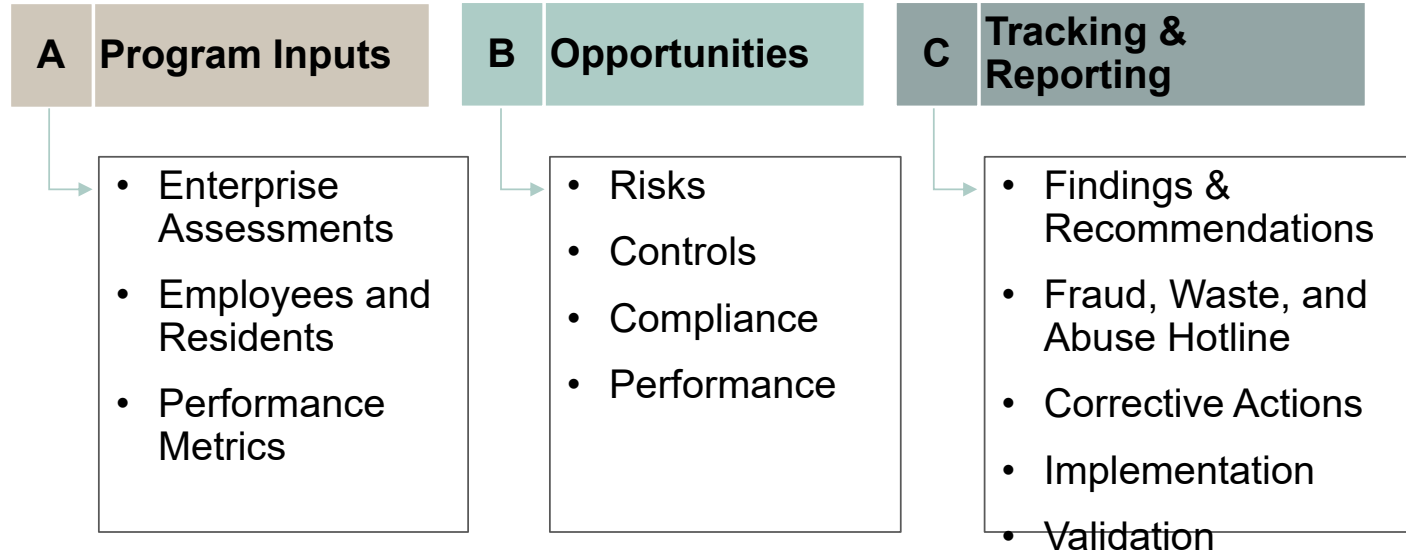 A
Program Inputs
• Enterprise
Assessments
• Employees and
Residents
• Performance
Metrics
B
Opportunities
• Risks
• Controls
• Compliance
• Performance
C
Tracking &
Reporting
• Findings &
Recommendations
• Fraud, Waste, and
Abuse Hotline
• Corrective Actions
• Implementation
• Validation